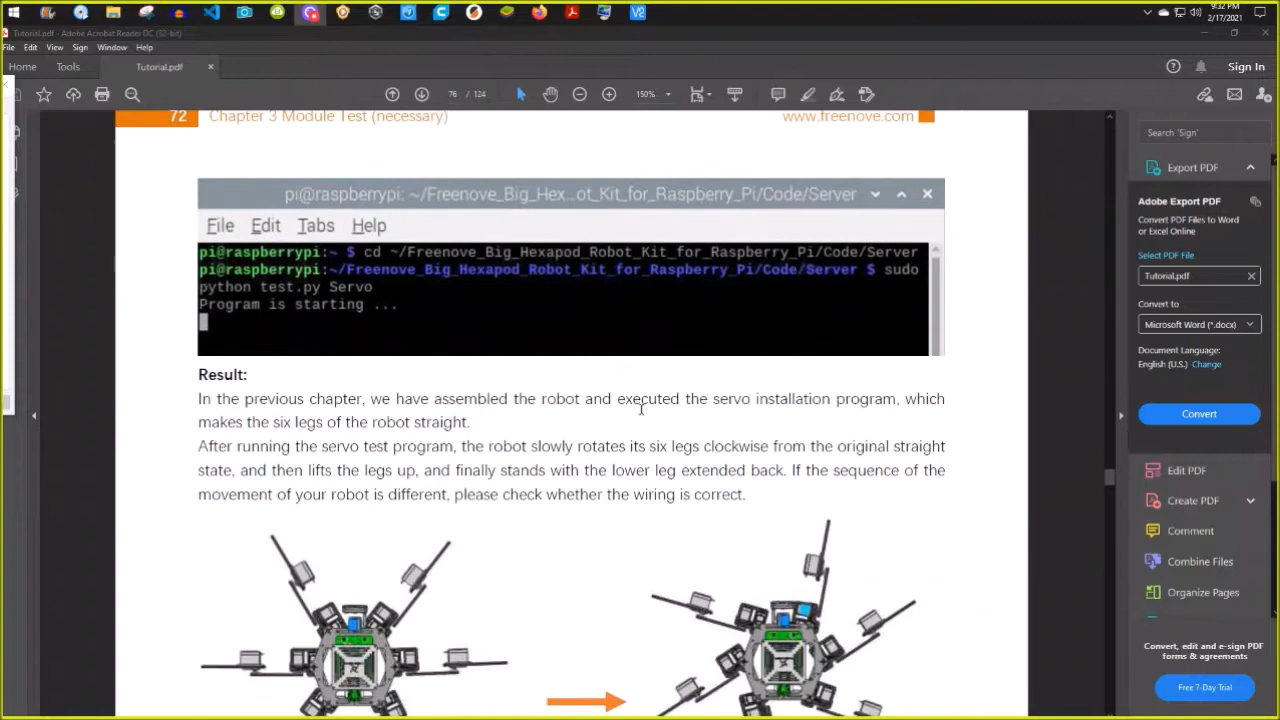 9:32 PM
2/17/2021
Tutorial.pdf - Adobe Acrobat Reader DC (32-bit)
File Edit View Sign Window Help
Home Tools Tutorial.pdf Sign In
76 / 124 150%
72 Chapter 3 Module Test (necessary) www.freenove.com
pi@raspberrypi: ~/Freenove_Big_Hex...ot_Kit_for_Raspberry_Pi/Code/Server
File Edit Tabs Help
pi@raspberrypi:~ $ cd ~/Freenove_Big_Hexapod_Robot_Kit_for_Raspberry_Pi/Code/Server
pi@raspberrypi:~/Freenove_Big_Hexapod_Robot_Kit_for_Raspberry_Pi/Code/Server $ sudo
python test.py Servo
Program is starting ...
Result:
In the previous chapter, we have assembled the robot and executed the servo installation program, which
makes the six legs of the robot straight.
After running the servo test program, the robot slowly rotates its six legs clockwise from the original straight
state, and then lifts the legs up, and finally stands with the lower leg extended back. If the sequence of the
movement of your robot is different, please check whether the wiring is correct.
Search 'Sign'
Export PDF
Adobe Export PDF
Convert PDF Files to Word
or Excel Online
Select PDF File
Tutorial.pdf
Convert to
Microsoft Word (*.docx)
Document Language:
English (U.S.) Change
Convert
Edit PDF
Create PDF
Comment
Combine Files
Organize Pages
Convert, edit and e-sign PDF
forms & agreements
Free 7-Day Trial